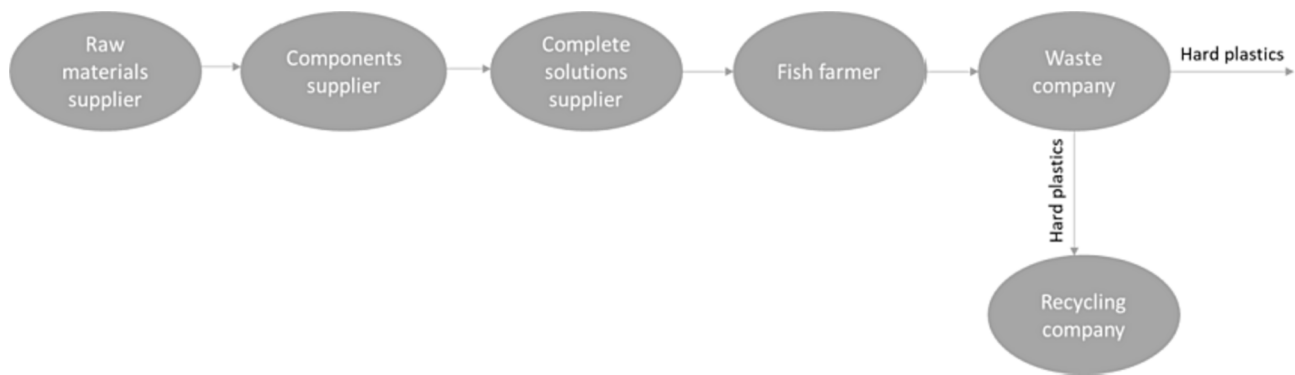 Raw
materials
supplier
Components
supplier
Complete
solutions
supplier
Fish farmer
Waste
company
Hard plastics
Hard plastics
Recycling
company